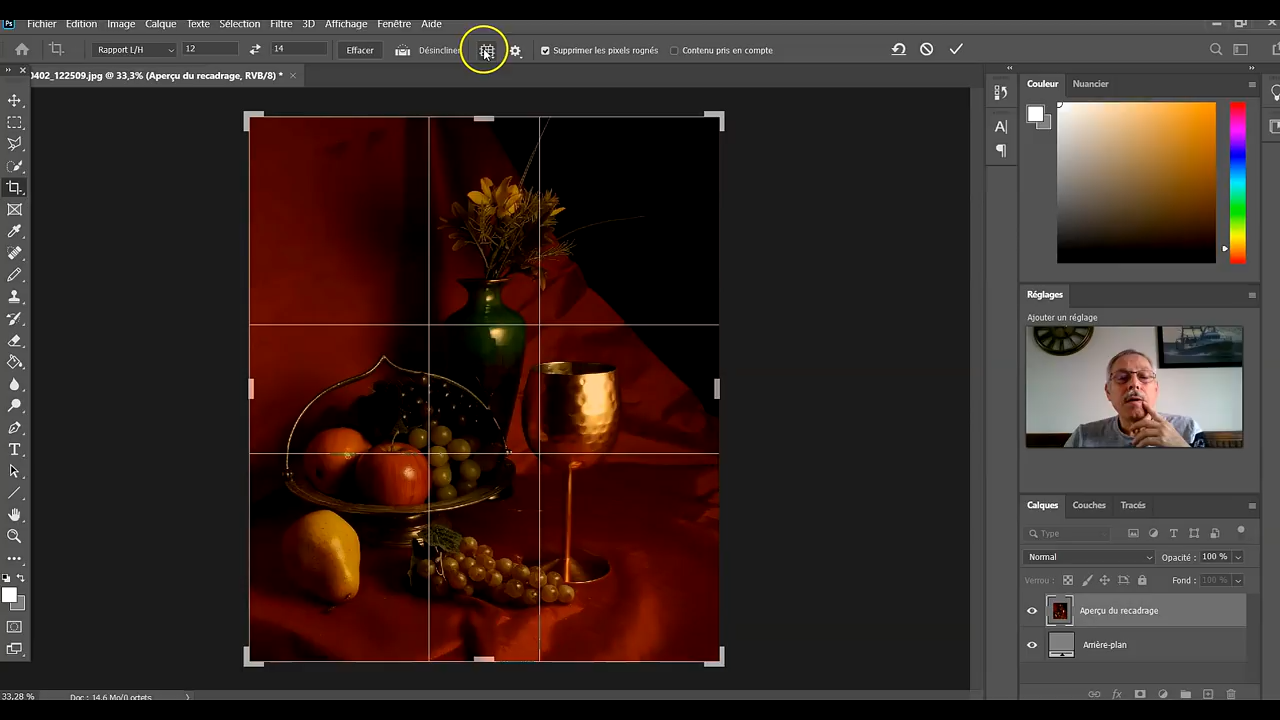 Ps Fichier Edition Image Calque Texte Sélection Filtre 3D Affichage Fenêtre Aide
Rapport L/H 12 14 Effacer Désincliner Supprimer les pixels rognés Contenu pris en compte
0402_122509.jpg @ 33,3% (Aperçu du recadrage, RVB/8) *
Couleur Nuancier
Réglages
Ajouter un réglage
Calques Couches Tracés
Type
Normal Opacité : 100 %
Verrou : Fond : 100 %
Aperçu du recadrage
Arrière-plan
33,28 % Doc : 14,6 Mo/0 octets